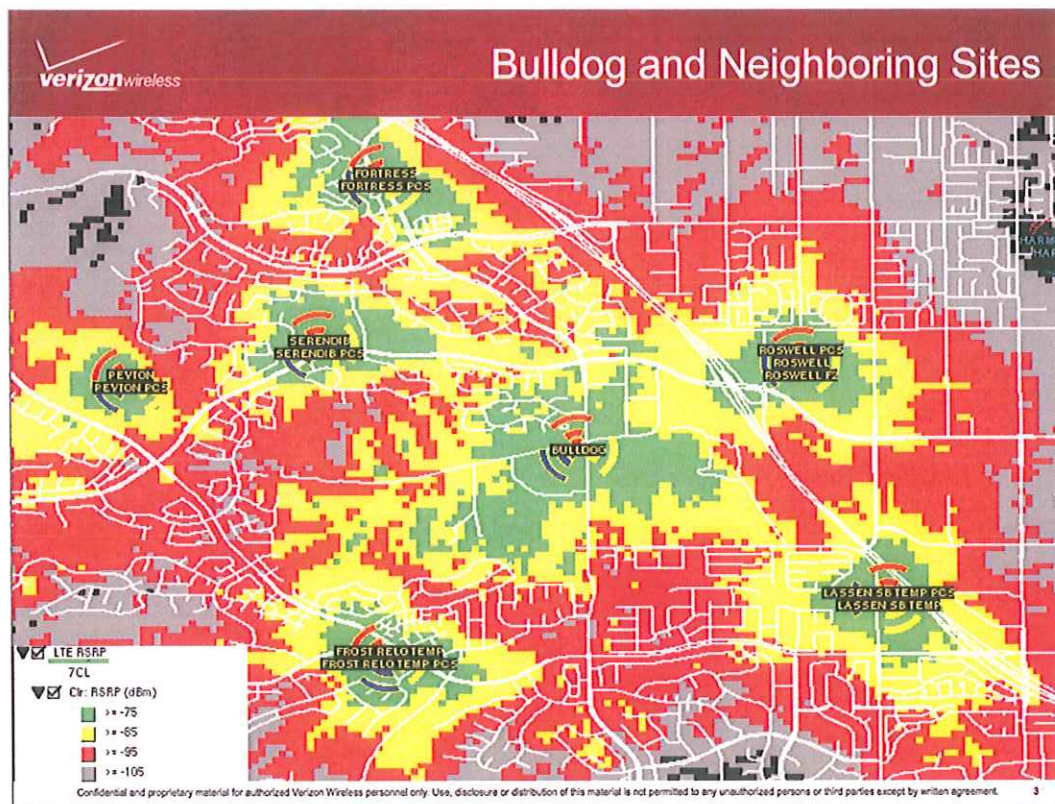 verizon wireless
Bulldog and Neighboring Sites
FORTRESS
FORTRESS PCS
SERENDIB
SERENDIB PCS
PEVION
PEVION PCS
ROSWELL PCS
ROSWELL
ROSWELL F2
BULLDOG
LASSEN SB TEMP PCS
LASSEN SB TEMP
FROST RELO TEMP
FROST RELO TEMP PCS
LTE RSRP
7CL
Clr: RSRP (dBm)
>= -75
>= -85
>= -95
>= -105
Confidential and proprietary material for authorized Verizon Wireless personnel only. Use, disclosure or distribution of this material is not permitted to any unauthorized persons or third parties except by written agreement.
3